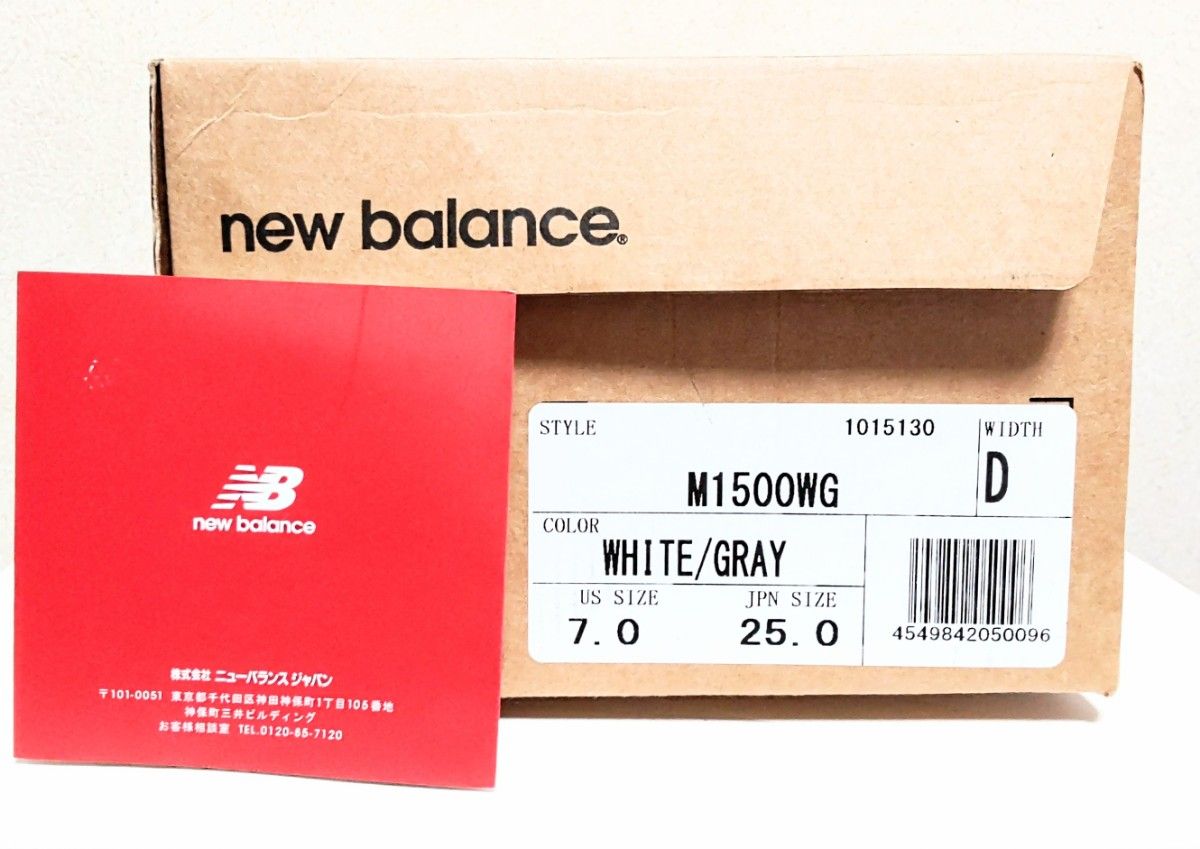 new balance®
STYLE 1015130 WIDTH
M1500WG D
COLOR
WHITE/GRAY
US SIZE JPN SIZE
7.0 25.0
4549842050096
NB
new balance
株式会社 ニューバランス ジャパン
〒101-0051 東京都千代田区神田神保町1丁目105番地
神保町三井ビルディング
お客様相談室 TEL.0120-85-7120